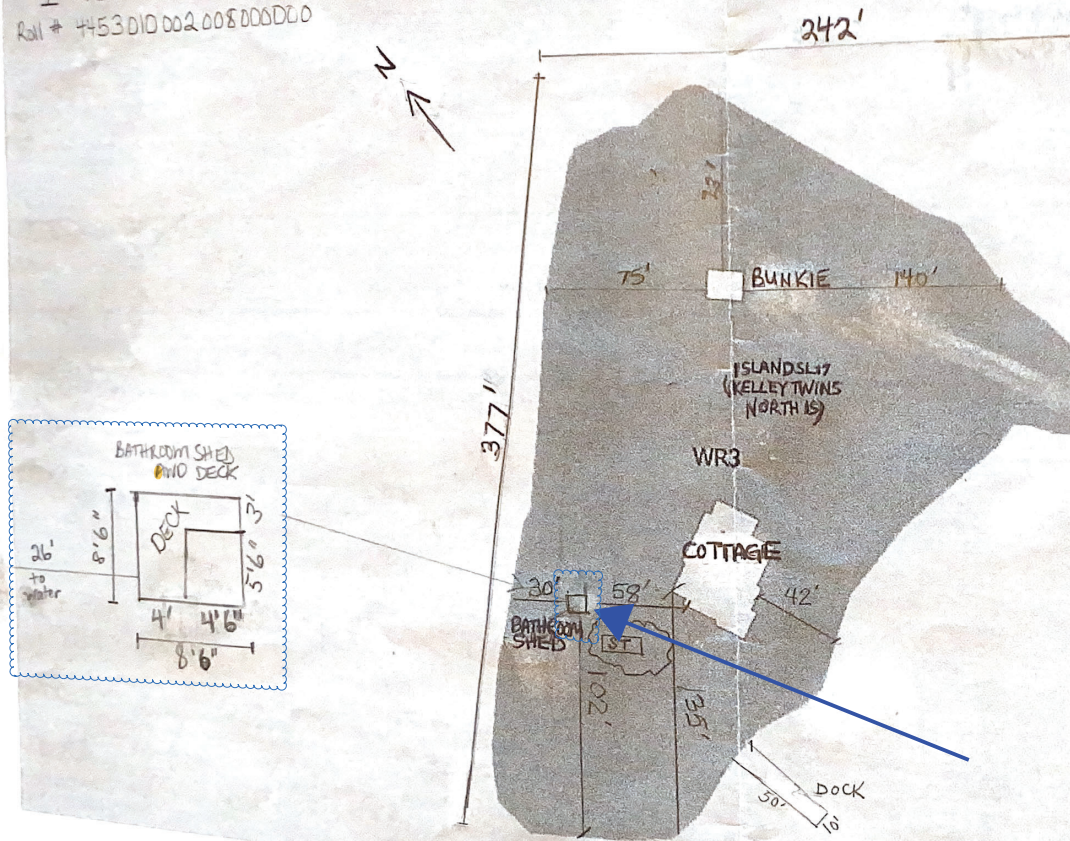 Roll # 4453010002008000000
242'
N
33'
75'
BUNKIE
140'
ISLANDSL17
(KELLEY TWINS
NORTH IS)
377'
WR3
BATHROOM SHED
AND DECK
DECK
8'6"
3'
5'6"
26'
to
water
4'
4'6"
8'6"
COTTAGE
30'
58'
42'
BATHROOM
SHED
ST
102'
35'
DOCK
50'
10'